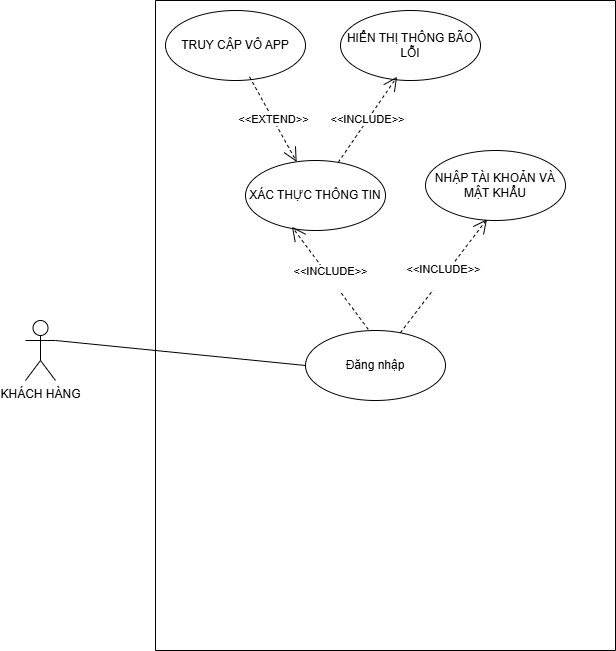 TRUY CẬP VÔ APP
HIỂN THỊ THÔNG BÃO
LỖI
<<EXTEND>>
<<INCLUDE>>
XÁC THỰC THÔNG TIN
NHẬP TÀI KHOẢN VÀ
MẬT KHẨU
<<INCLUDE>>
<<INCLUDE>>
Đăng nhập
KHÁCH HÀNG